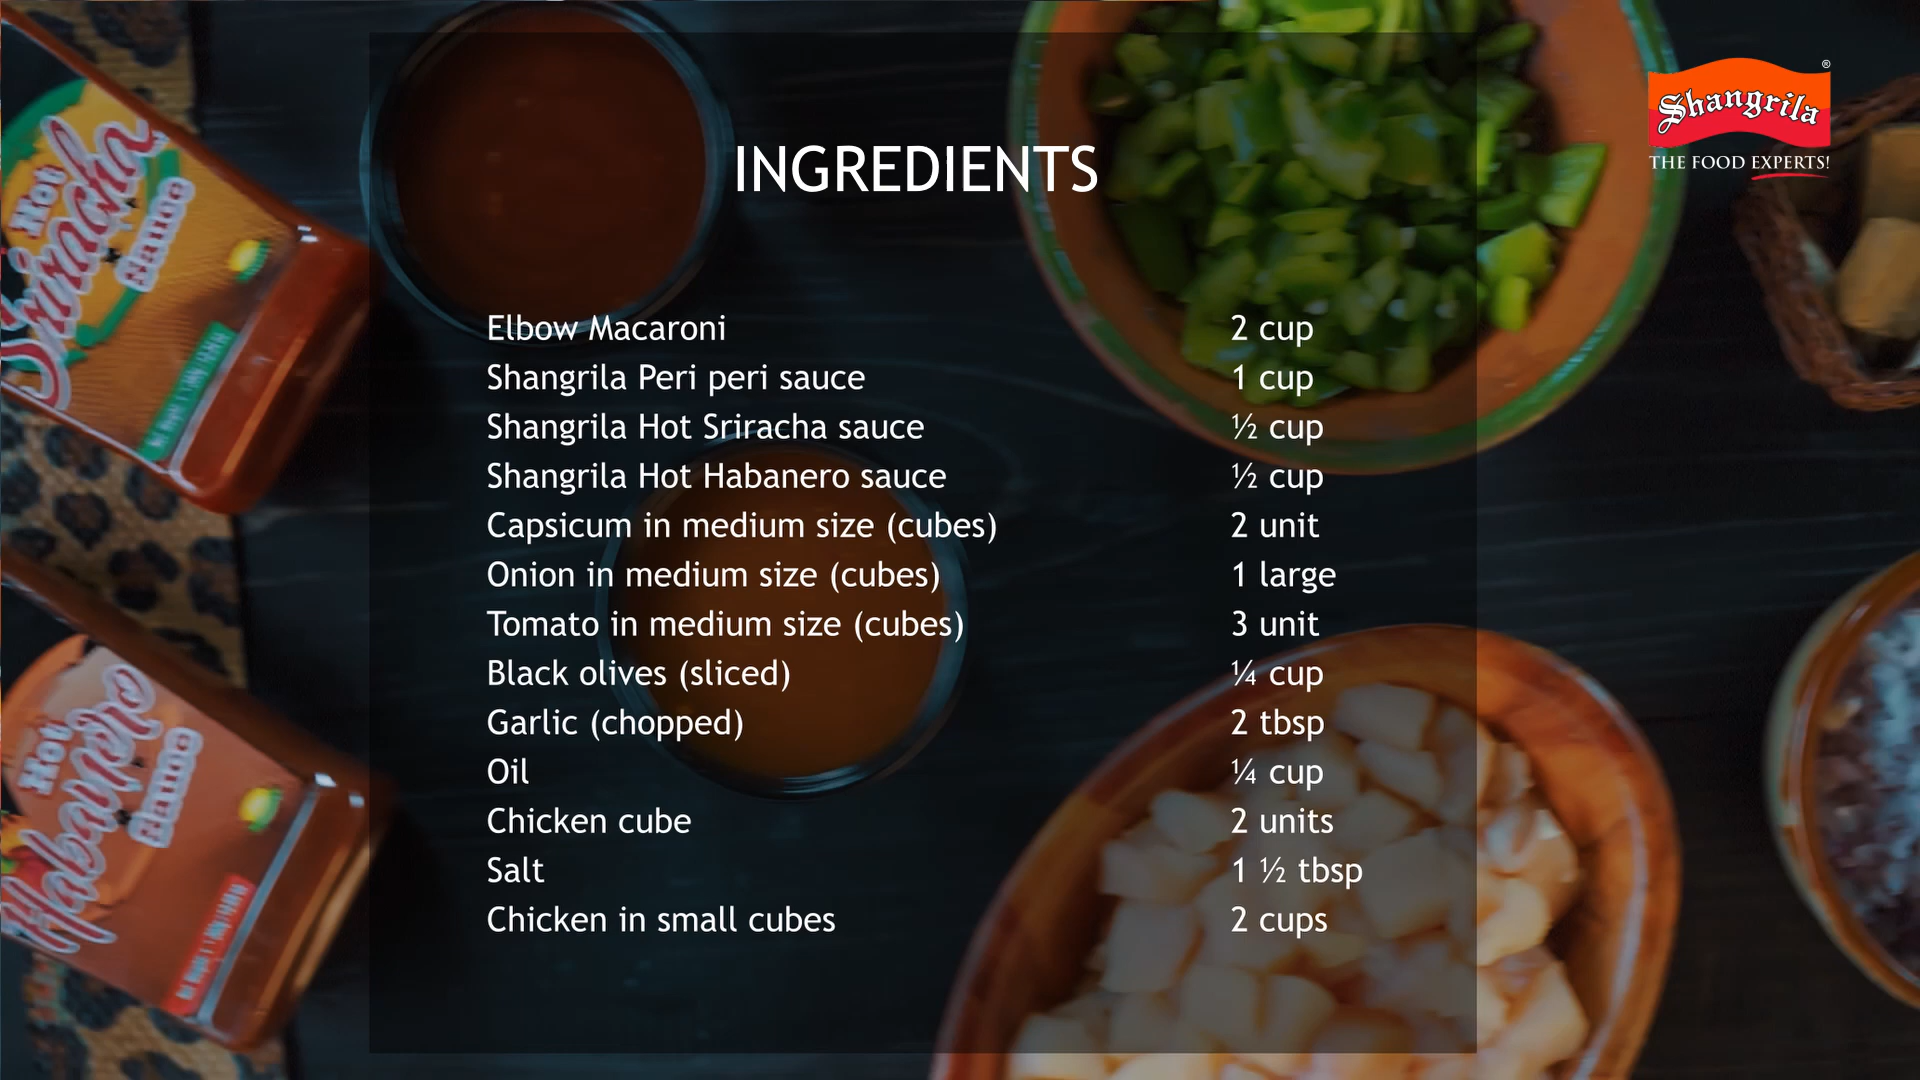 INGREDIENTS
Shangrila®
THE FOOD EXPERTS!
Hot
Sriracha
Sauce
Elbow Macaroni 2 cup
Shangrila Peri peri sauce 1 cup
Shangrila Hot Sriracha sauce ½ cup
Shangrila Hot Habanero sauce ½ cup
Capsicum in medium size (cubes) 2 unit
Onion in medium size (cubes) 1 large
Tomato in medium size (cubes) 3 unit
Black olives (sliced) ¼ cup
Garlic (chopped) 2 tbsp
Oil ¼ cup
Chicken cube 2 units
Salt 1 ½ tbsp
Chicken in small cubes 2 cups
Hot
Habanero
Sauce